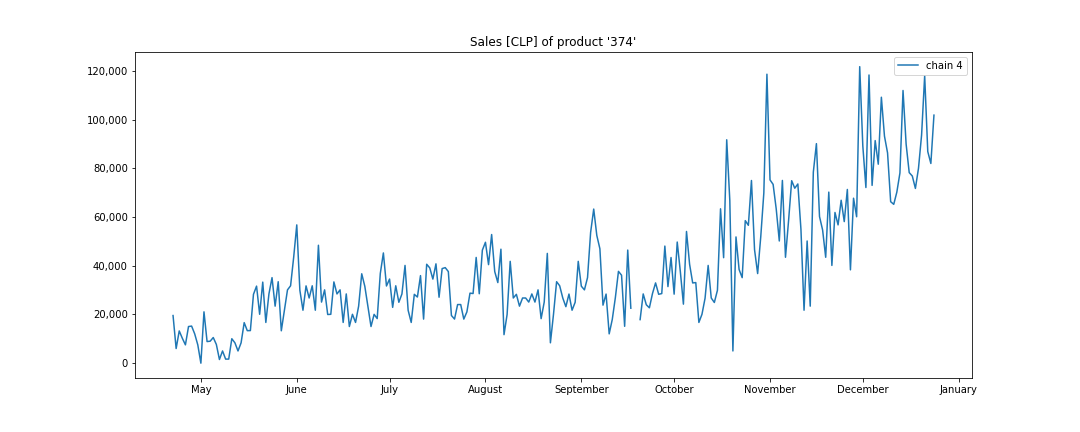 Sales [CLP] of product '374'
chain 4
120,000
100,000
80,000
60,000
40,000
20,000
0
May June July August September October November December January